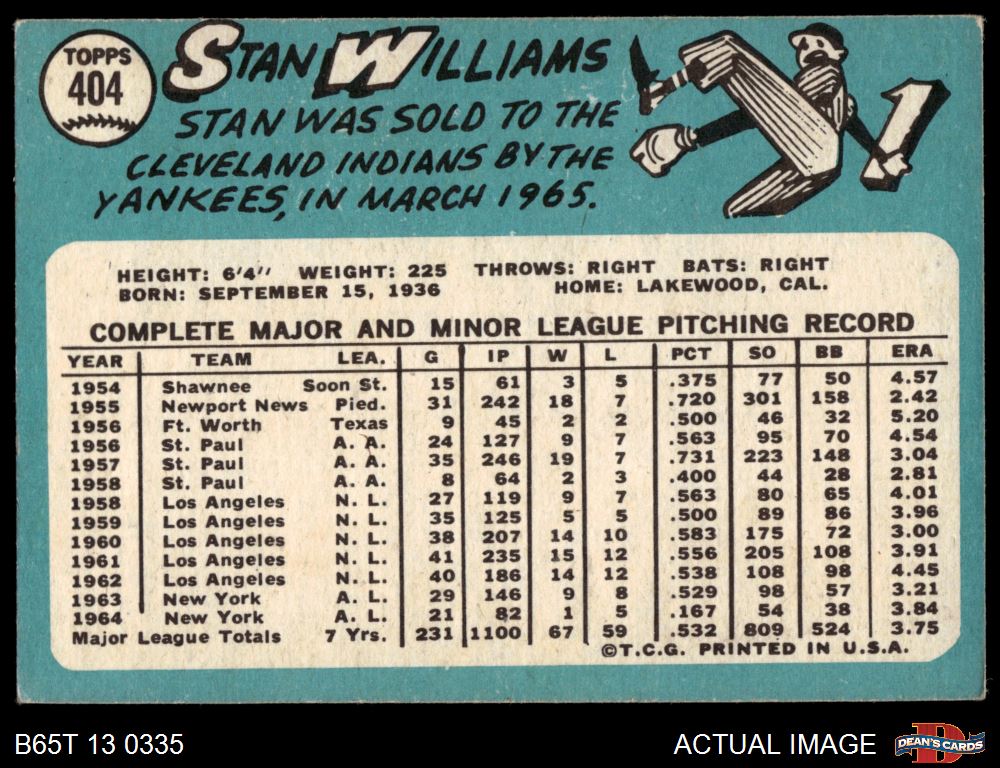 TOPPS
404
STAN WILLIAMS
STAN WAS SOLD TO THE
CLEVELAND INDIANS BY THE
YANKEES, IN MARCH 1965.
1
HEIGHT: 6'4" WEIGHT: 225 THROWS: RIGHT BATS: RIGHT
BORN: SEPTEMBER 15, 1936 HOME: LAKEWOOD, CAL.
COMPLETE MAJOR AND MINOR LEAGUE PITCHING RECORD
YEAR TEAM LEA. G IP W L PCT SO BB ERA
1954 Shawnee Soon St. 15 61 3 5 .375 77 50 4.57
1955 Newport News Pied. 31 242 18 7 .720 301 158 2.42
1956 Ft. Worth Texas 9 45 2 2 .500 46 32 5.20
1956 St. Paul A. A. 24 127 9 7 .563 95 70 4.54
1957 St. Paul A. A. 35 246 19 7 .731 223 148 3.04
1958 St. Paul A. A. 8 64 2 3 .400 44 28 2.81
1958 Los Angeles N. L. 27 119 9 7 .563 80 65 4.01
1959 Los Angeles N. L. 35 125 5 5 .500 89 86 3.96
1960 Los Angeles N. L. 38 207 14 10 .583 175 72 3.00
1961 Los Angeles N. L. 41 235 15 12 .556 205 108 3.91
1962 Los Angeles N. L. 40 186 14 12 .538 108 98 4.45
1963 New York A. L. 29 146 9 8 .529 98 57 3.21
1964 New York A. L. 21 82 1 5 .167 54 38 3.84
Major League Totals 7 Yrs. 231 1100 67 59 .532 809 524 3.75
©T.C.G. PRINTED IN U.S.A.
B65T 13 0335
ACTUAL IMAGE
D
DEAN'S CARDS